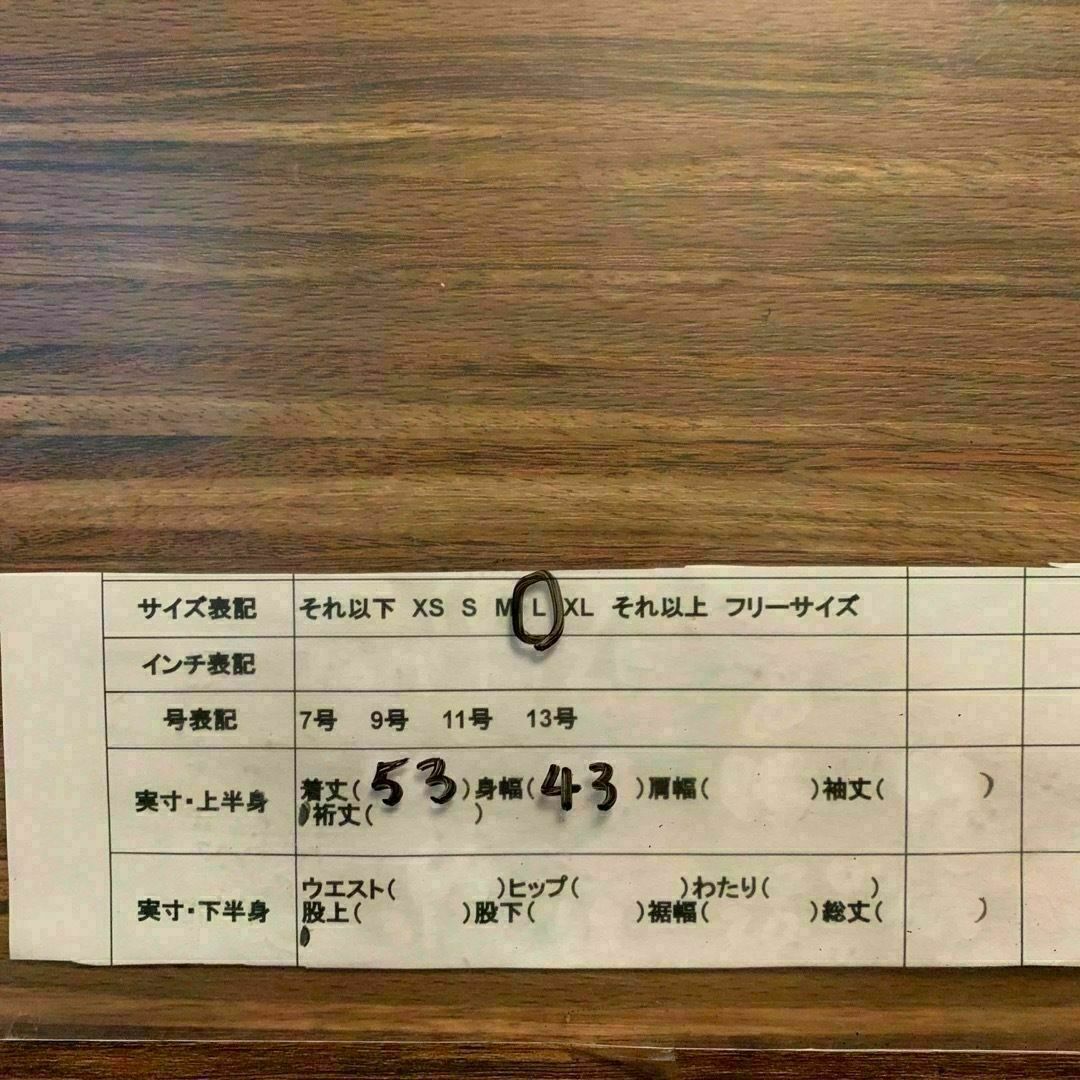 サイズ表記 それ以下 XS S M L XL それ以上 フリーサイズ
インチ表記
号表記 7号 9号 11号 13号
実寸・上半身 着丈( 53 )身幅( 43 )肩幅( )袖丈( )
裄丈( )
実寸・下半身 ウエスト( )ヒップ( )わたり( )
股上( )股下( )裾幅( )総丈( )